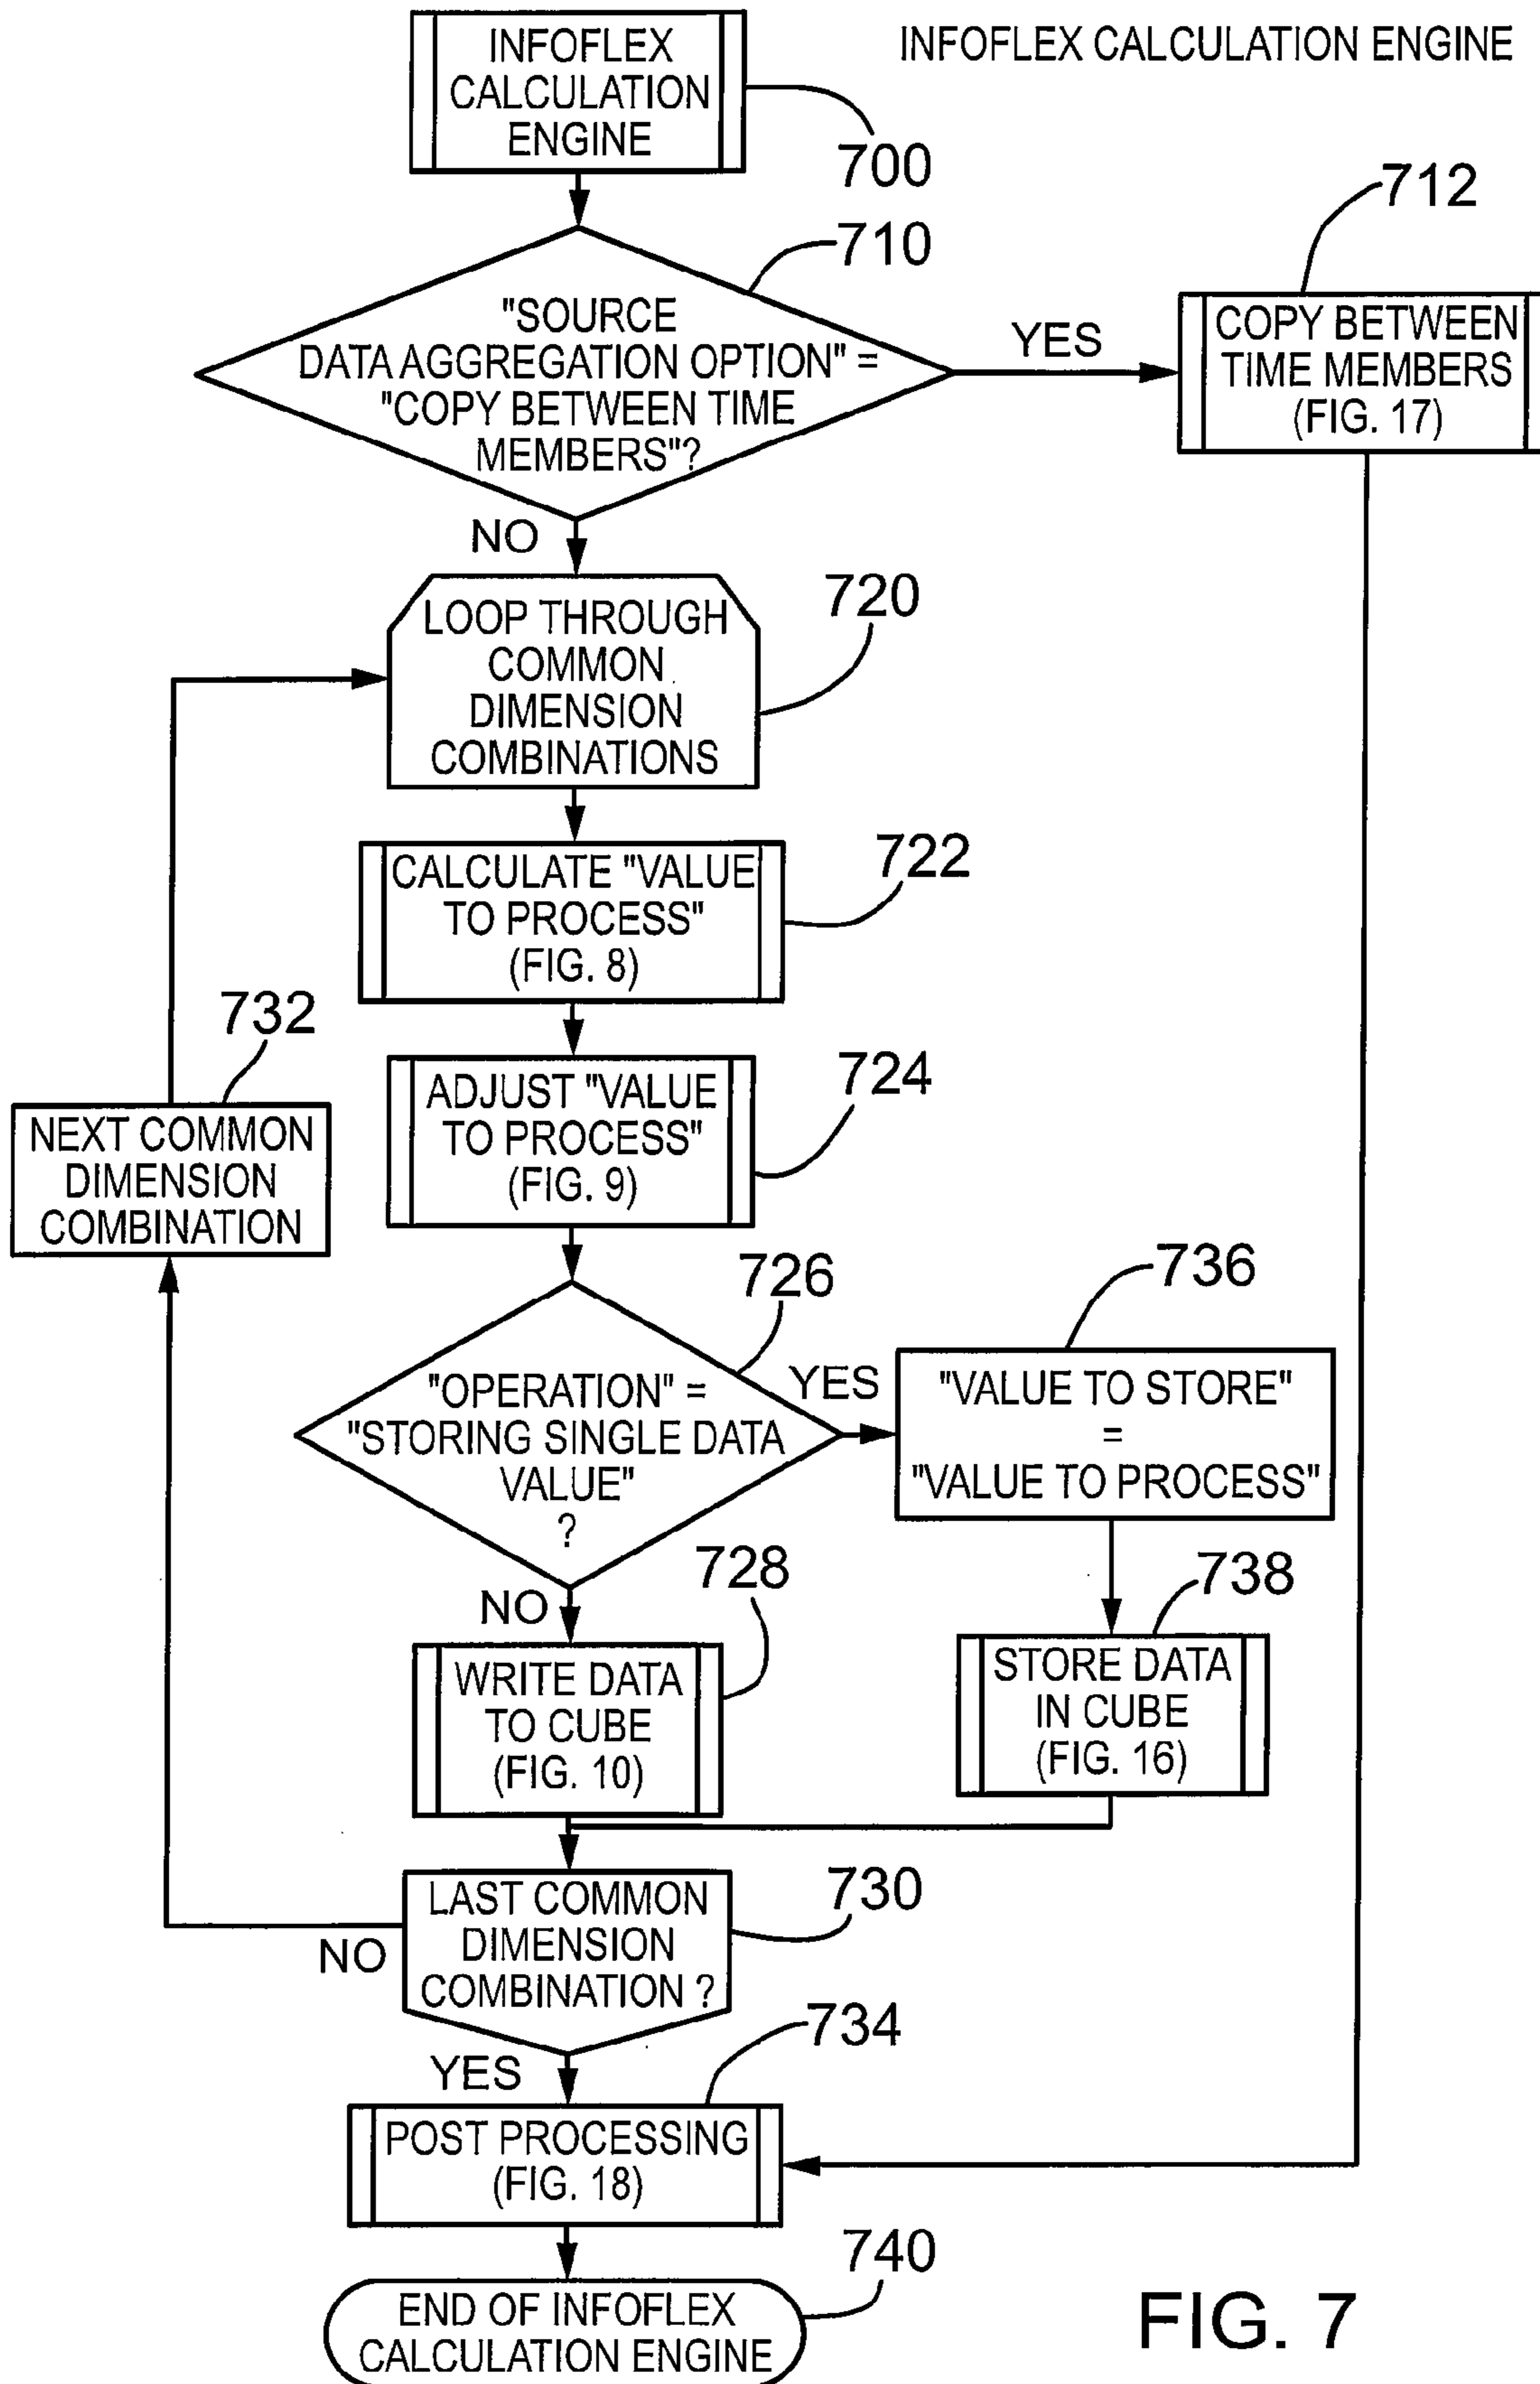 INFOFLEX CALCULATION ENGINE
INFOFLEX
CALCULATION
ENGINE
700
710
712
"SOURCE
DATA AGGREGATION OPTION" =
"COPY BETWEEN TIME
MEMBERS"?
YES
COPY BETWEEN
TIME MEMBERS
(FIG. 17)
NO
720
LOOP THROUGH
COMMON
DIMENSION
COMBINATIONS
722
CALCULATE "VALUE
TO PROCESS"
(FIG. 8)
732
724
ADJUST "VALUE
TO PROCESS"
(FIG. 9)
NEXT COMMON
DIMENSION
COMBINATION
726
736
"OPERATION" =
"STORING SINGLE DATA
VALUE"
?
YES
"VALUE TO STORE"
=
"VALUE TO PROCESS"
NO
728
738
WRITE DATA
TO CUBE
(FIG. 10)
STORE DATA
IN CUBE
(FIG. 16)
730
LAST COMMON
DIMENSION
COMBINATION ?
NO
734
YES
POST PROCESSING
(FIG. 18)
740
END OF INFOFLEX
CALCULATION ENGINE
FIG. 7